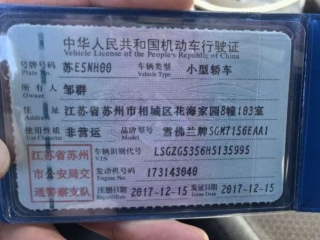 中华人民共和国机动车行驶证
Vehicle License of the People's Republic of China
号牌号码 苏E5NH00 车辆类型 小型轿车
Plate No. Vehicle Type
所有人 邹群
Owner
住址 江苏省苏州市相城区花海家园8幢103室
Address
使用性质 非营运 品牌型号 雪佛兰牌SGM7156EAA1
Use Character Model
江苏省苏州 车辆识别代号 LSGZG5356HS135995
VIN
市公安局交 发动机号码 173143040
Engine No.
通警察支队 注册日期 2017-12-15 发证日期 2017-12-15
Register Date Issue Date